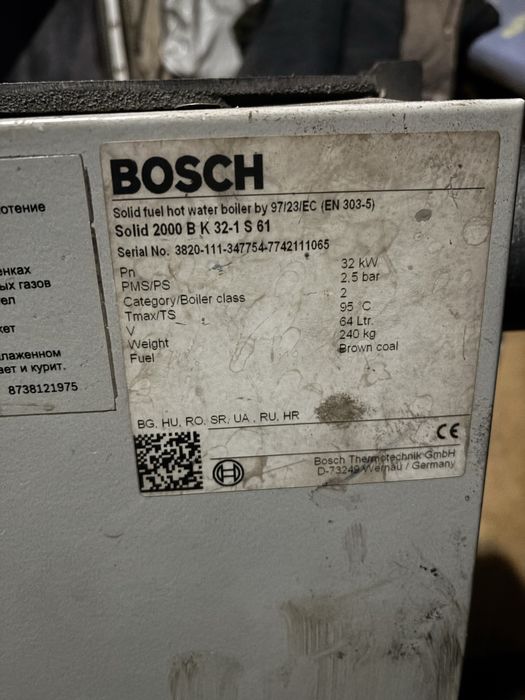 BOSCH
Solid fuel hot water boiler by 97/23/EC (EN 303-5)
Solid 2000 B K 32-1 S 61
Serial No. 3820-111-347754-7742111065
Pn 32 kW
PMS/PS 2.5 bar
Category/Boiler class 2
Tmax/TS 95 °C
V 64 Ltr.
Weight 240 kg
Fuel Brown coal
BG, HU, RO, SR, UA , RU, HR
CE
Bosch Thermotechnik GmbH
D-73249 Wernau / Germany
отение
нках
ых газов
ел
кет
лаженном
ает и курит.
8738121975